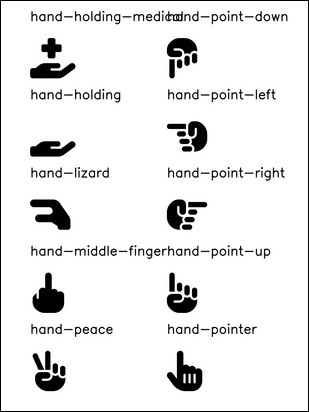 hand-holding-medical hand-point-down
hand-holding hand-point-left
hand-lizard hand-point-right
hand-middle-finger hand-point-up
hand-peace hand-pointer